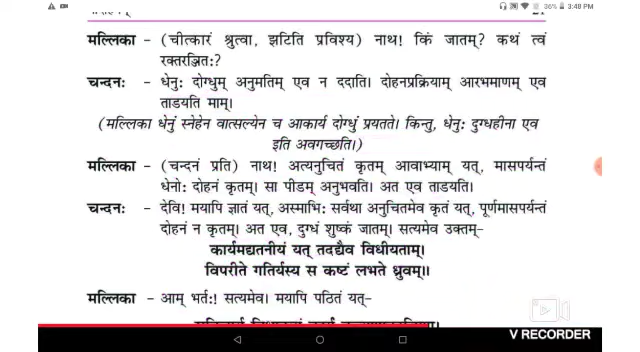 36% 3:48 PM
मल्लिका – (चीत्कारं श्रुत्वा, झटिति प्रविश्य) नाथ! किं जातम्? कथं त्वं
रक्तरञ्जितः?
चन्दनः – धेनुः दोग्धुम् अनुमतिम् एव न ददाति। दोहनप्रक्रियाम् आरभमाणम् एव
ताडयति माम्।
(मल्लिका धेनुं स्नेहेन वात्सल्येन च आकार्य दोग्धुं प्रयतते। किन्तु, धेनुः दुग्धहीना एव
इति अवगच्छति।)
मल्लिका – (चन्दनं प्रति) नाथ! अत्यनुचितं कृतम् आवाभ्याम् यत्, मासपर्यन्तं
धेनोः दोहनं कृतम्। सा पीडम् अनुभवति। अत एव ताडयति।
चन्दनः – देवि! मयापि ज्ञातं यत्, अस्माभिः सर्वथा अनुचितमेव कृतं यत्, पूर्णमासपर्यन्तं
दोहनं न कृतम्। अत एव, दुग्धं शुष्कं जातम्। सत्यमेव उक्तम्–
कार्यमद्यतनीयं यत् तदद्यैव विधीयताम्।
विपरीते गतिर्यस्य स कष्टं लभते ध्रुवम्॥
मल्लिका – आम् भर्तः! सत्यमेव। मयापि पठितं यत्–
V RECORDER